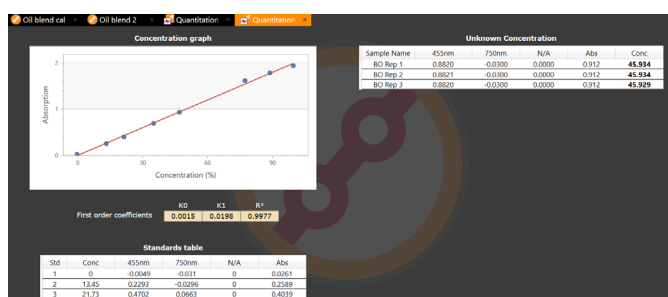 Oil blend cal × Oil blend 2 × Quantitation × Quantitation ×
Concentration graph
Unknown Concentration
Sample Name 455nm 750nm N/A Abs Conc
BO Rep 1 0.8820 -0.0300 0.0000 0.912 45.934
BO Rep 2 0.8821 -0.0300 0.0000 0.912 45.934
BO Rep 3 0.8820 -0.0300 0.0000 0.912 45.929
2
1
0
Absorption
0 30 60 90
Concentration (%)
K0 K1 R²
First order coefficients 0.0015 0.0198 0.9977
Standards table
Std Conc 455nm 750nm N/A Abs
1 0 -0.0049 -0.031 0 0.0261
2 13.45 0.2293 -0.0296 0 0.2589
3 21.73 0.4702 0.0663 0 0.4039